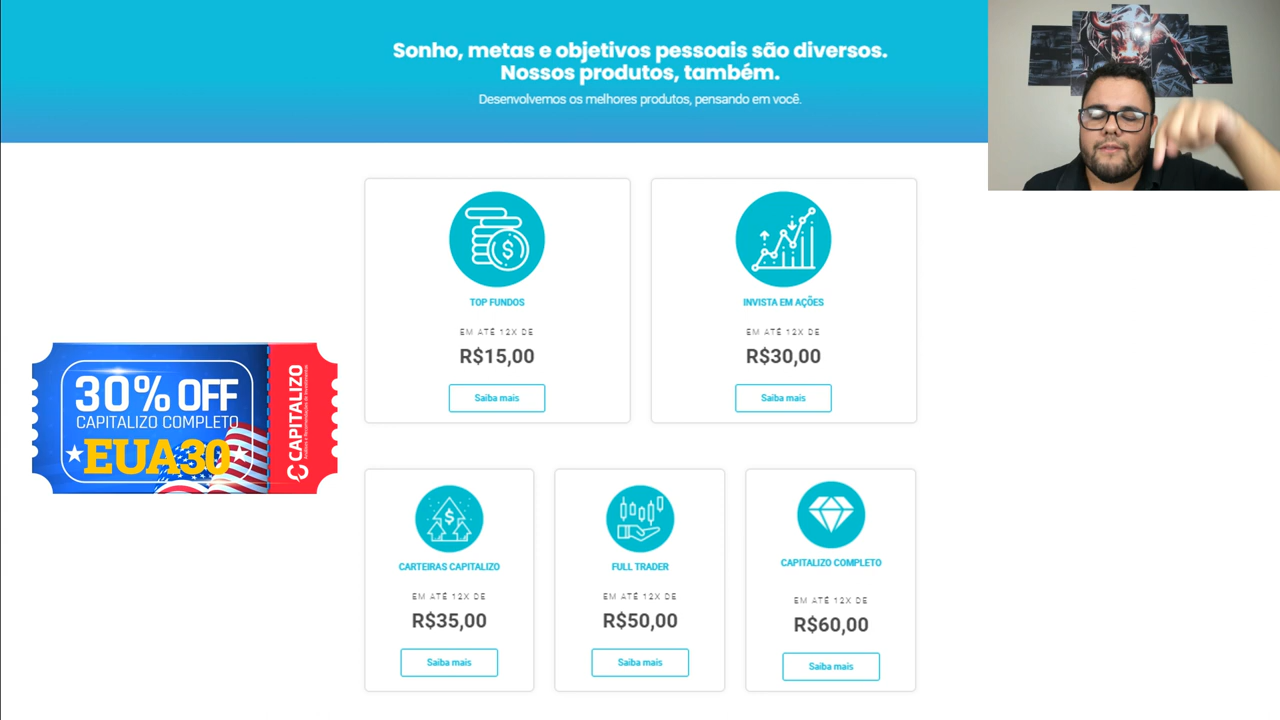 Sonho, metas e objetivos pessoais são diversos.
Nossos produtos, também.
Desenvolvemos os melhores produtos, pensando em você.
TOP FUNDOS
EM ATÉ 12X DE
R$15,00
Saiba mais
INVISTA EM AÇÕES
EM ATÉ 12X DE
R$30,00
Saiba mais
30% OFF
CAPITALIZO COMPLETO
EUA30
CAPITALIZO
CARTEIRAS CAPITALIZO
EM ATÉ 12X DE
R$35,00
Saiba mais
FULL TRADER
EM ATÉ 12X DE
R$50,00
Saiba mais
CAPITALIZO COMPLETO
EM ATÉ 12X DE
R$60,00
Saiba mais